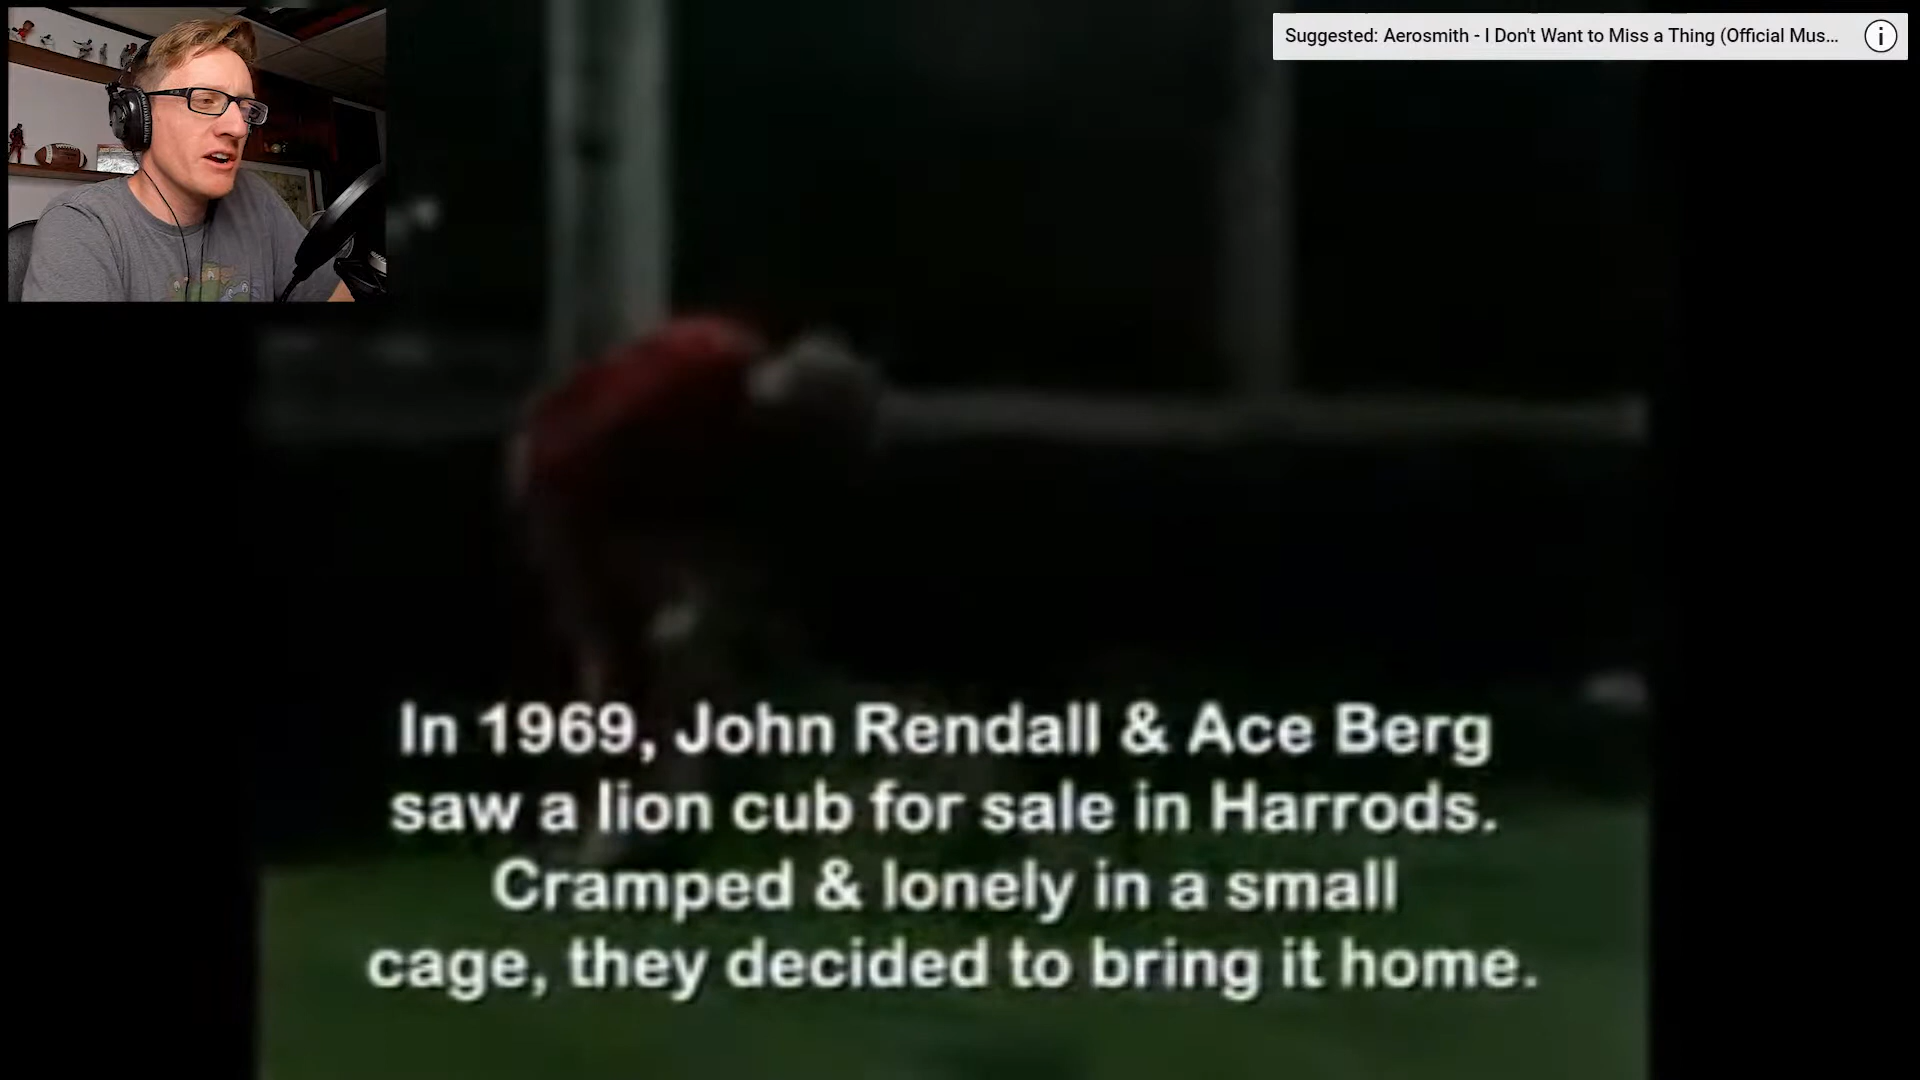 Suggested: Aerosmith - I Don't Want to Miss a Thing (Official Mus...
In 1969, John Rendall & Ace Berg
saw a lion cub for sale in Harrods.
Cramped & lonely in a small
cage, they decided to bring it home.